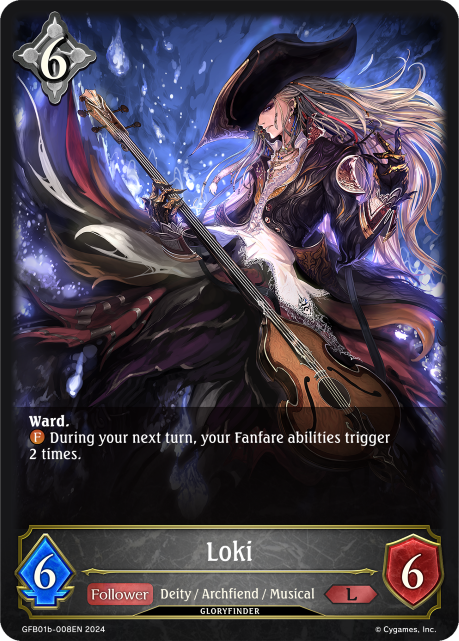 6
Ward.
F During your next turn, your Fanfare abilities trigger
2 times.
Loki
6
Follower Deity / Archfiend / Musical L
6
GLORYFINDER
GFB01b-008EN 2024 © Cygames, Inc.